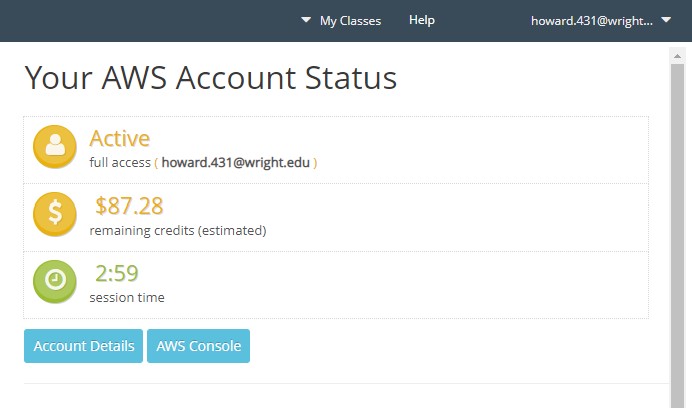 My Classes Help howard.431@wright...
Your AWS Account Status
Active
full access ( howard.431@wright.edu )
$
$87.28
remaining credits (estimated)
2:59
session time
Account Details AWS Console